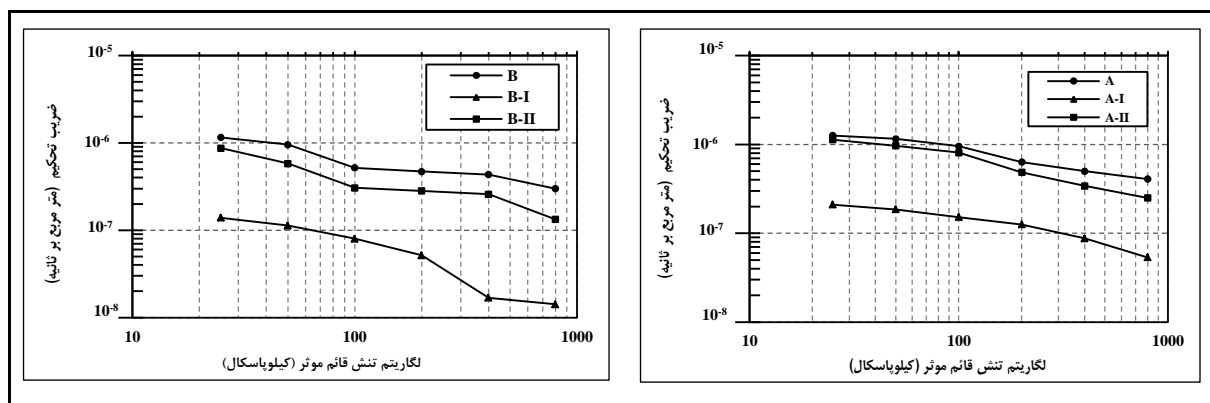 10-5
10-6
10-7
10-8
10
100
1000
B
B-I
B-II
ضریب تحکیم (متر مربع بر ثانیه)
لگاریتم تنش قائم موثر (کیلوپاسکال)
10-5
10-6
10-7
10-8
10
100
1000
A
A-I
A-II
ضریب تحکیم (متر مربع بر ثانیه)
لگاریتم تنش قائم موثر (کیلوپاسکال)